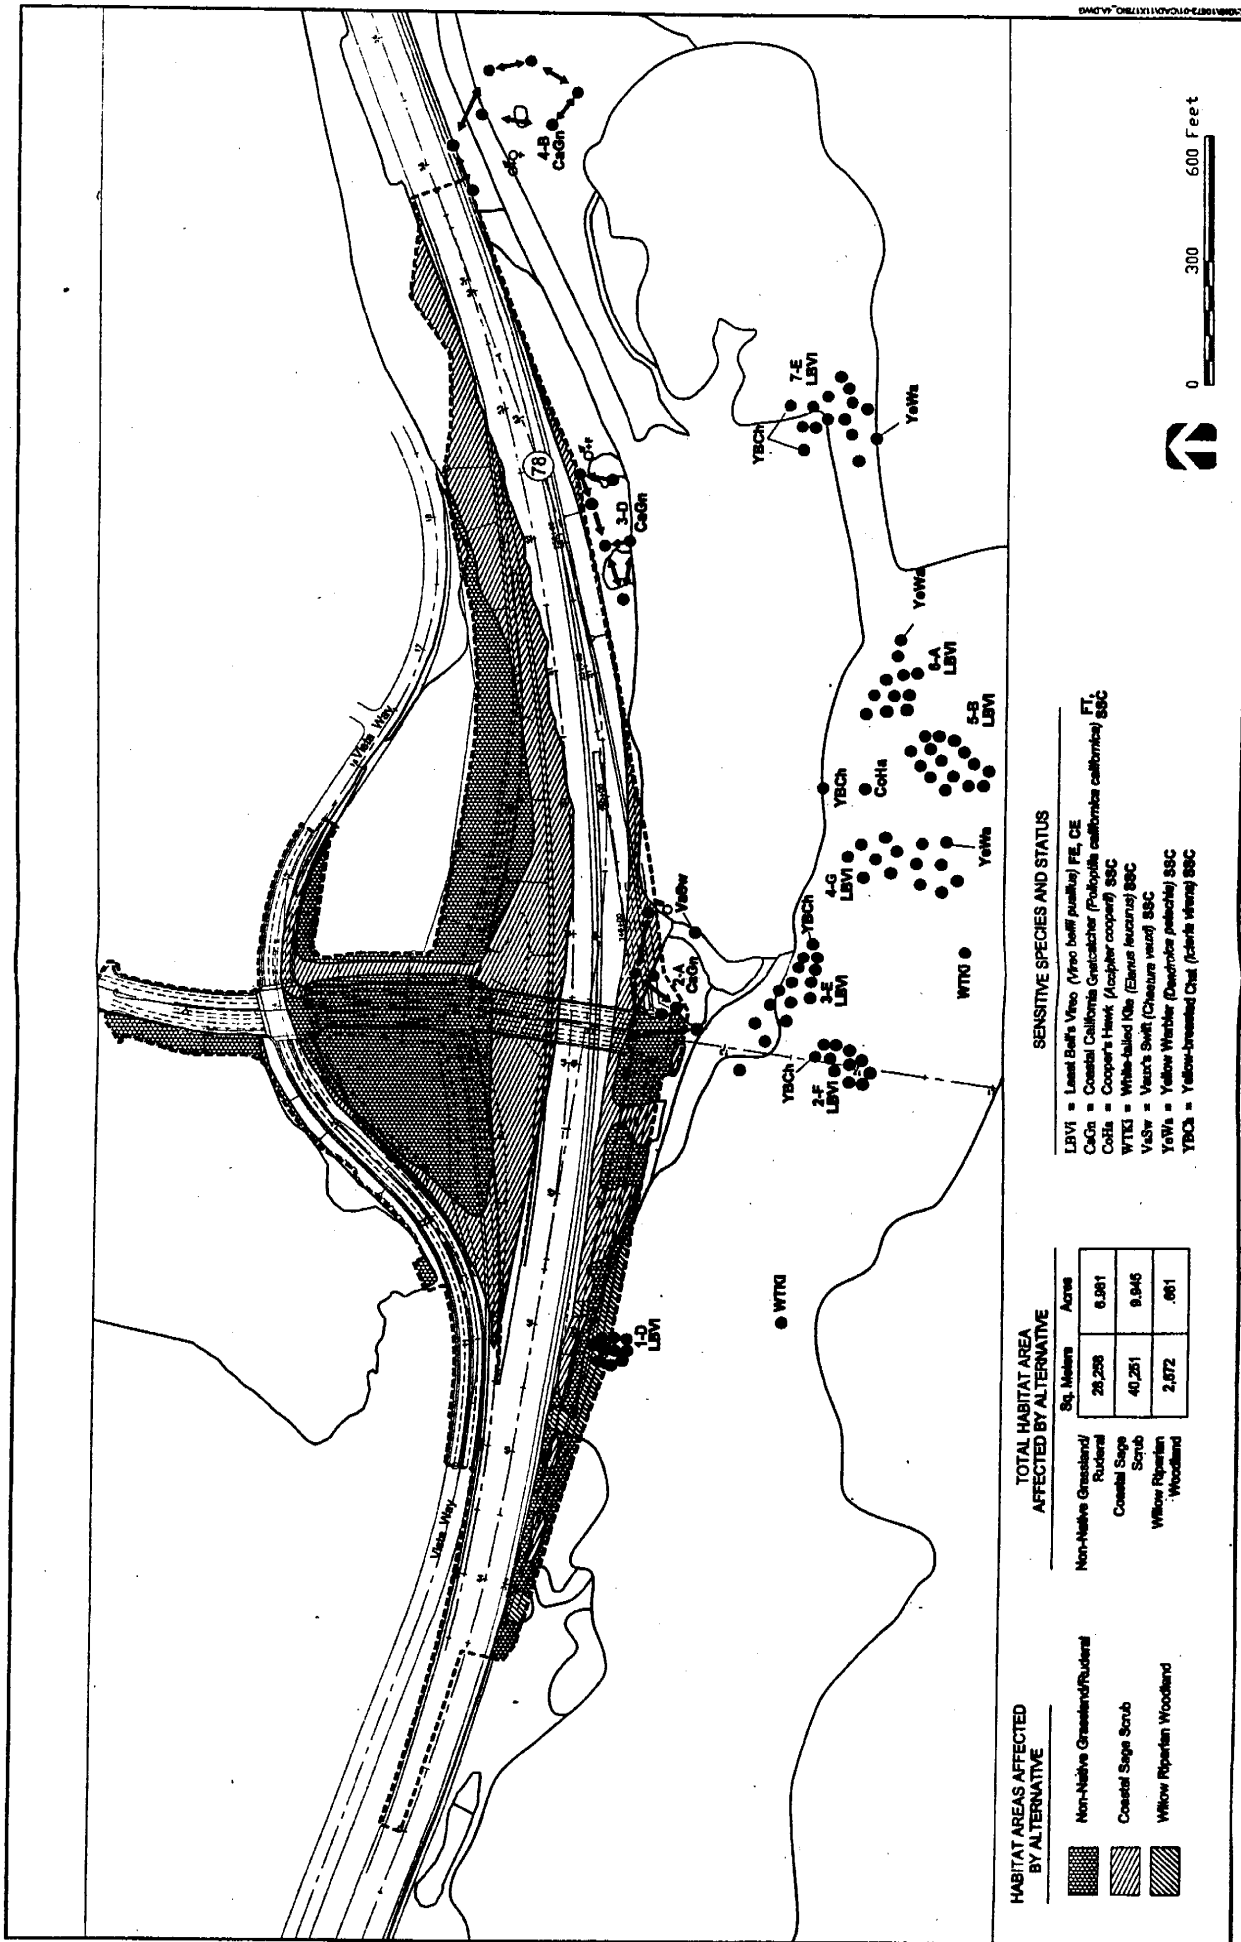 Vista Way
Vista Way
78
4-B
CaGn
3-D
CaGn
2-A
CaGn
VaSw
1-D
LBVI
WTKI
YBCh
2-F
LBVI
3-E
LBVI
YBCh
WTKI
4-G
LBVI
YeWa
YBCh
CoHa
5-B
LBVI
6-A
LBVI
YeWa
YBCh
7-E
LBVI
YeWa
HABITAT AREAS AFFECTED
BY ALTERNATIVE
Non-Native Grassland/Ruderal
Coastal Sage Scrub
Willow Riparian Woodland
TOTAL HABITAT AREA
AFFECTED BY ALTERNATIVE
Sq. Meters Acres
Non-Native Grassland/
Ruderal 28,258 6.981
Coastal Sage
Scrub 40,251 9.945
Willow Riparian
Woodland 2,672 .661
SENSITIVE SPECIES AND STATUS
LBVI = Least Bell's Vireo (Vireo bellii pusillus) FE, CE
CaGn = Coastal California Gnatcatcher (Polioptila californica californica) FT, SSC
CoHa = Cooper's Hawk (Accipiter cooperi) SSC
WTKI = White-tailed Kite (Elanus leucurus) SSC
VaSw = Vaux's Swift (Chaetura vauxi) SSC
YeWa = Yellow Warbler (Dendroica petechia) SSC
YBCh = Yellow-breasted Chat (Icteria virens) SSC
0 300 600 Feet